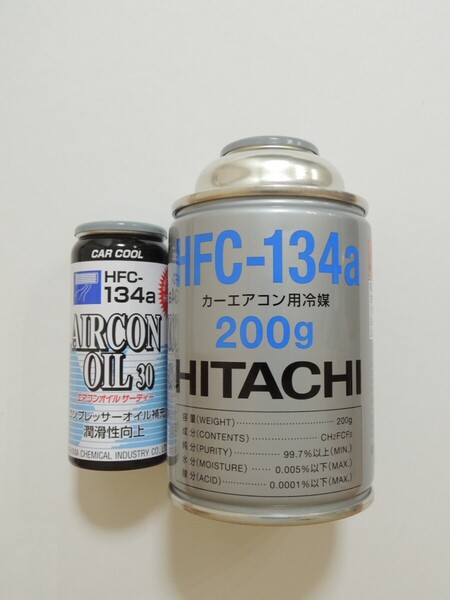 CAR COOL
HFC-
134a
AIRCON
OIL 30
エアコンオイル サーティー
コンプレッサーオイル補充
潤滑性向上
CHEMICAL INDUSTRY CO.
HFC-134a
カーエアコン用冷媒
200g
HITACHI
容量(WEIGHT) 200g
成分(CONTENTS) CH2FCF3
純分(PURITY) 99.7%以上(MIN.)
水分(MOISTURE) 0.005%以下(MAX.)
酸分(ACID) 0.0001%以下(MAX.)